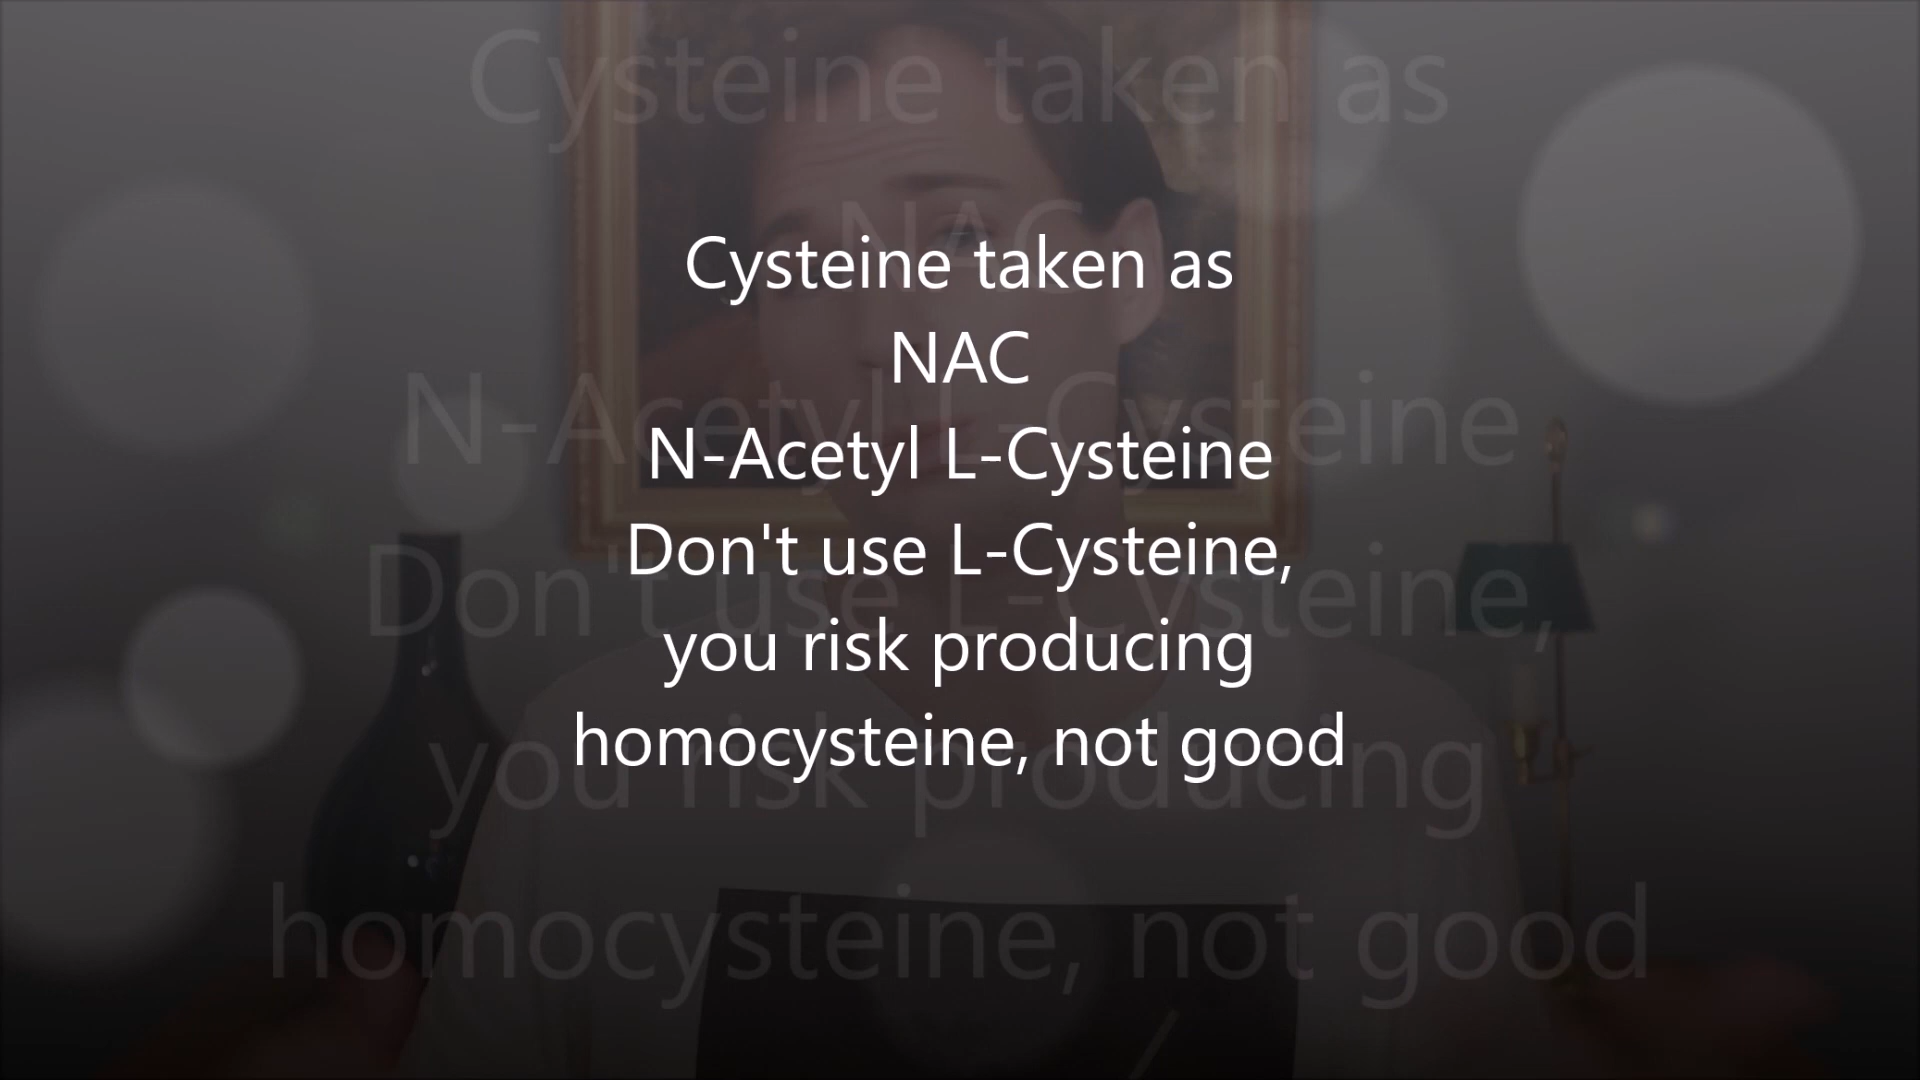 Cysteine taken as
NAC
N-Acetyl L-Cysteine
Don't use L-Cysteine,
you risk producing
homocysteine, not good